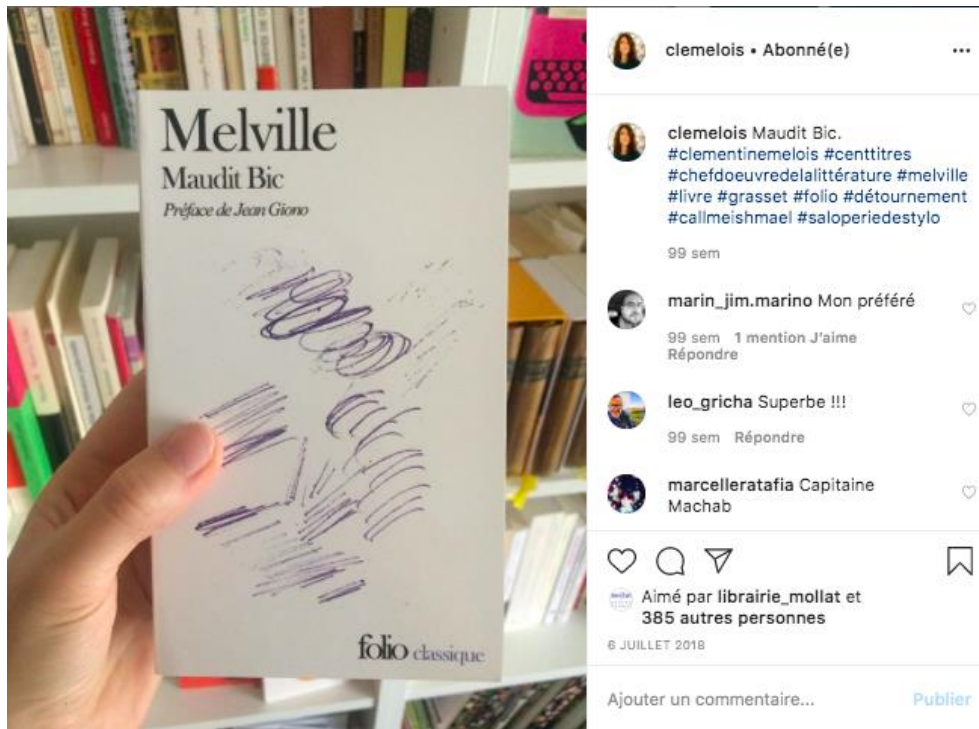 Melville
Maudit Bic
Préface de Jean Giono
folio classique
clemelois • Abonné(e)
clemelois Maudit Bic.
#clementinemelois #centtitres
#chefdoeuvredelalittérature #melville
#livre #grasset #folio #détournement
#callmeishmael #saloperiedestylo
99 sem
marin_jim.marino Mon préféré
99 sem 1 mention J'aime
Répondre
leo_gricha Superbe !!!
99 sem Répondre
marcelleratafia Capitaine
Machab
Aimé par librairie_mollat et
385 autres personnes
6 JUILLET 2018
Ajouter un commentaire... Publier